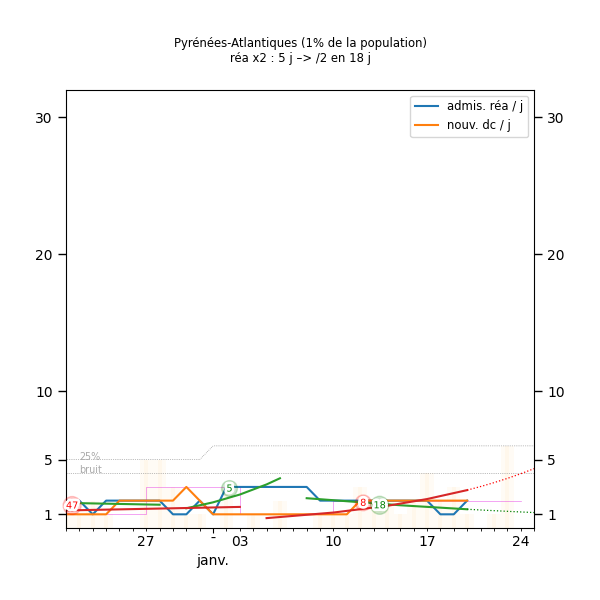 Pyrénées-Atlantiques (1% de la population)
réa x2 : 5 j –> /2 en 18 j
admis. réa / j
nouv. dc / j
30 30
20 20
10 10
5 5
1 1
25%
bruit
47 5 8 18
27 - 03 10 17 24
janv.